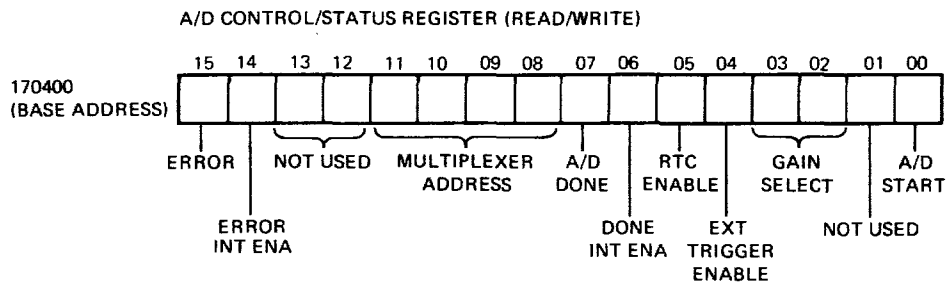 A/D CONTROL/STATUS REGISTER (READ/WRITE)
15 14 13 12 11 10 09 08 07 06 05 04 03 02 01 00
170400
(BASE ADDRESS)
ERROR NOT USED MULTIPLEXER ADDRESS A/D DONE RTC ENABLE GAIN SELECT A/D START
ERROR INT ENA DONE INT ENA EXT TRIGGER ENABLE NOT USED